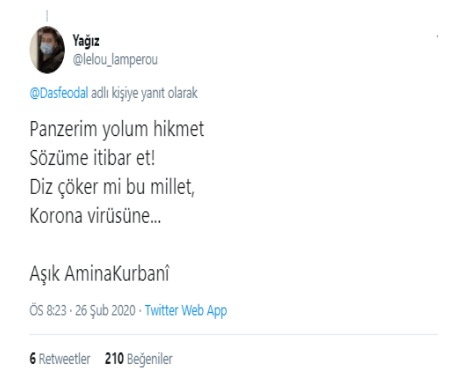 Yağız
@lelou_lamperou
@Dasfeodal adlı kişiye yanıt olarak
Panzerim yolum hikmet
Sözüme itibar et!
Diz çöker mi bu millet,
Korona virüsüne...
Aşık AminaKurbanî
ÖS 8:23 · 26 Şub 2020 · Twitter Web App
6 Retweetler 210 Beğeniler